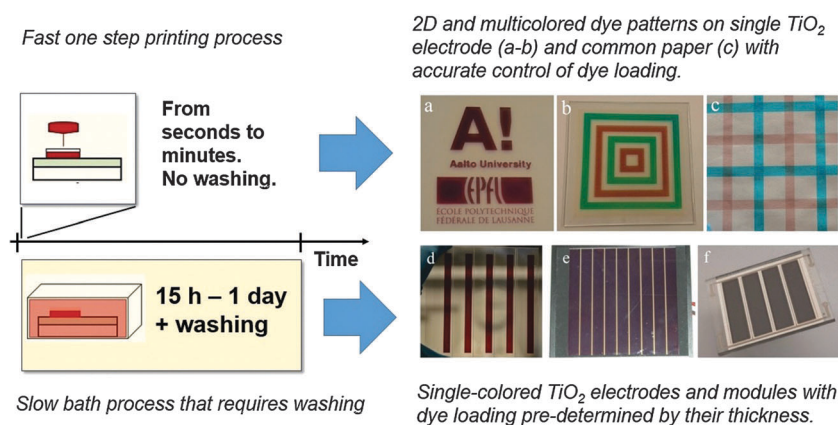 Fast one step printing process
2D and multicolored dye patterns on single TiO₂
electrode (a-b) and common paper (c) with
accurate control of dye loading.
From
seconds to
minutes.
No washing.
a
A!
Aalto University
EPFL
ÉCOLE POLYTECHNIQUE
FÉDÉRALE DE LAUSANNE
b
c
Time
15 h – 1 day
+ washing
d
e
f
Slow bath process that requires washing
Single-colored TiO₂ electrodes and modules with
dye loading pre-determined by their thickness.